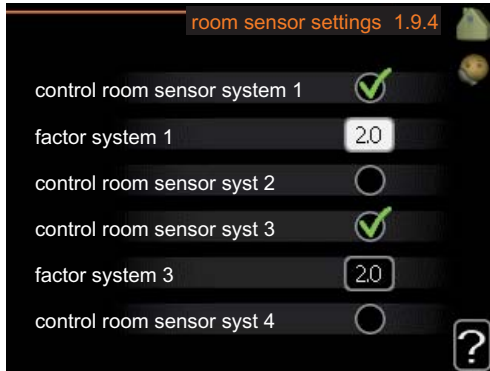 room sensor settings 1.9.4
control room sensor system 1
factor system 1 2.0
control room sensor syst 2
control room sensor syst 3
factor system 3 2.0
control room sensor syst 4
?